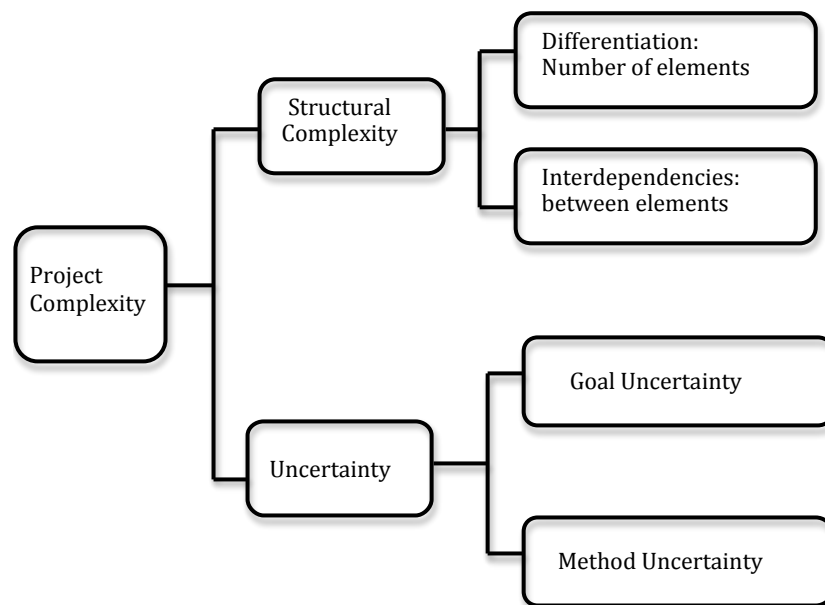 Differentiation:
Number of elements
Structural
Complexity
Interdependencies:
between elements
Project
Complexity
Goal Uncertainty
Uncertainty
Method Uncertainty